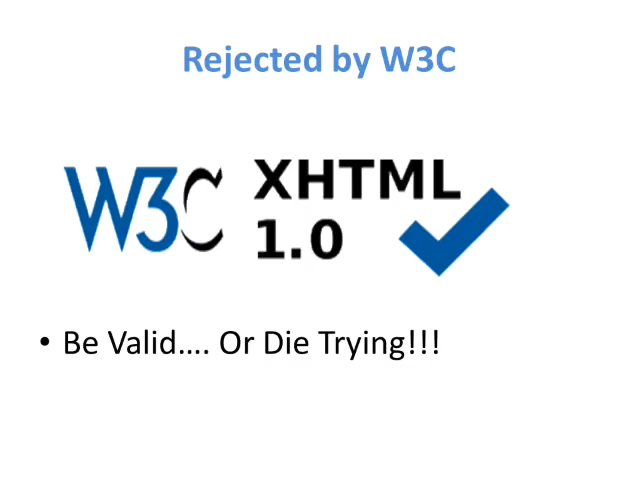 Rejected by W3C
W3C XHTML
1.0
• Be Valid…. Or Die Trying!!!